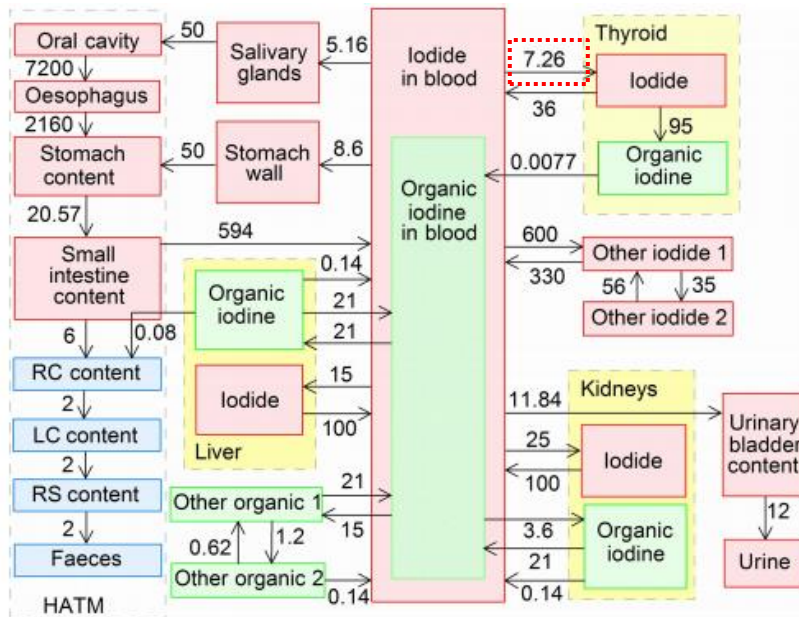 Oral cavity
50
Salivary
glands
5.16
Iodide
in blood
7.26
Thyroid
Iodide
36
7200
Oesophagus
2160
95
Stomach
content
50
Stomach
wall
8.6
0.0077
Organic
iodine
Organic
iodine
in blood
20.57
594
600
330
Other iodide 1
56
35
Other iodide 2
Small
intestine
content
0.14
Organic
iodine
21
21
6
0.08
RC content
Iodide
15
100
Liver
2
LC content
2
RS content
2
Faeces
HATM
11.84
Kidneys
25
Iodide
100
Urinary
bladder
content
12
Urine
Other organic 1
21
15
0.62
1.2
Other organic 2
0.14
3.6
Organic
iodine
21
0.14